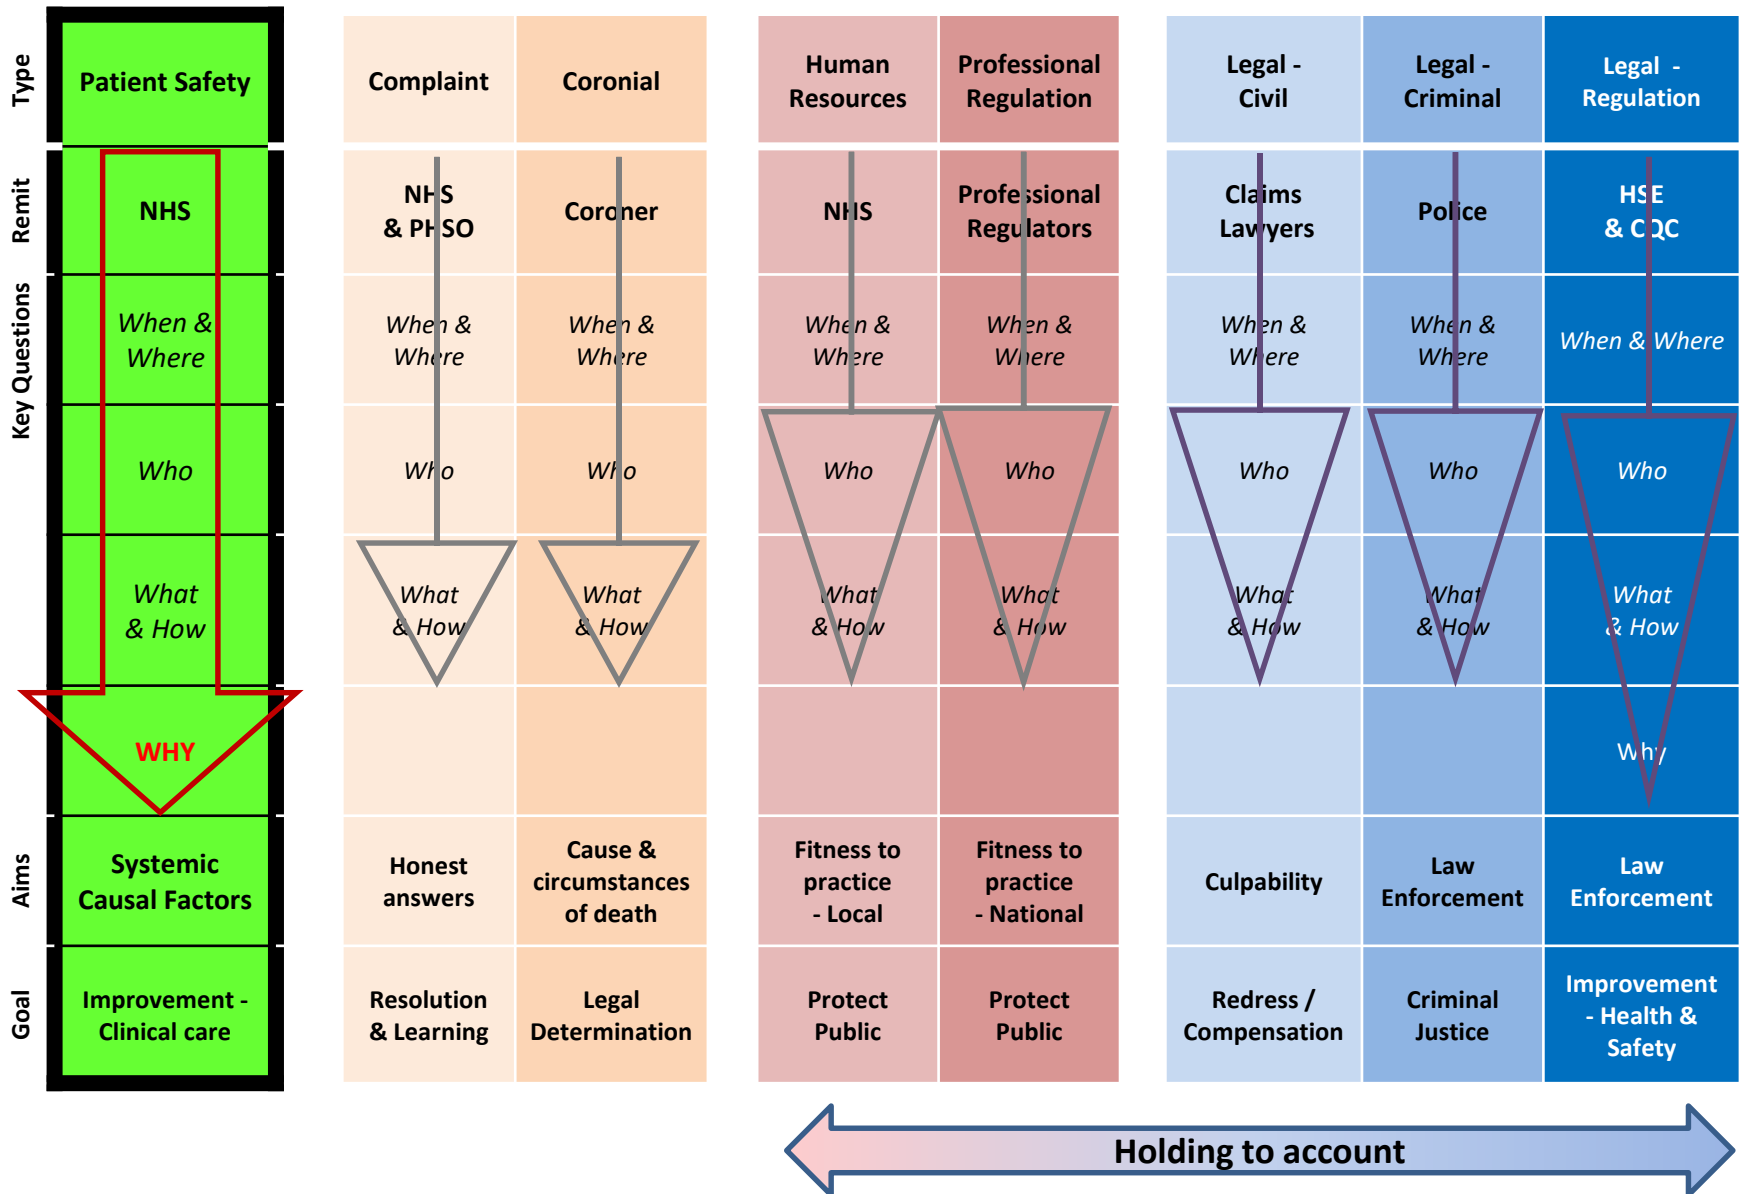 Type
Patient Safety
Complaint
Coronial
Human
Resources
Professional
Regulation
Legal -
Civil
Legal -
Criminal
Legal -
Regulation
Remit
NHS
NHS
& PHSO
Coroner
NHS
Professional
Regulators
Claims
Lawyers
Police
HSE
& CQC
Key Questions
When &
Where
When &
Where
When &
Where
When &
Where
When &
Where
When &
Where
When &
Where
When & Where
Who
Who
Who
Who
Who
Who
Who
Who
What
& How
What
& How
What
& How
What
& How
What
& How
What
& How
What
& How
What
& How
WHY
Why
Aims
Systemic
Causal Factors
Honest
answers
Cause &
circumstances
of death
Fitness to
practice
- Local
Fitness to
practice
- National
Culpability
Law
Enforcement
Law
Enforcement
Goal
Improvement -
Clinical care
Resolution
& Learning
Legal
Determination
Protect
Public
Protect
Public
Redress /
Compensation
Criminal
Justice
Improvement
- Health &
Safety
Holding to account